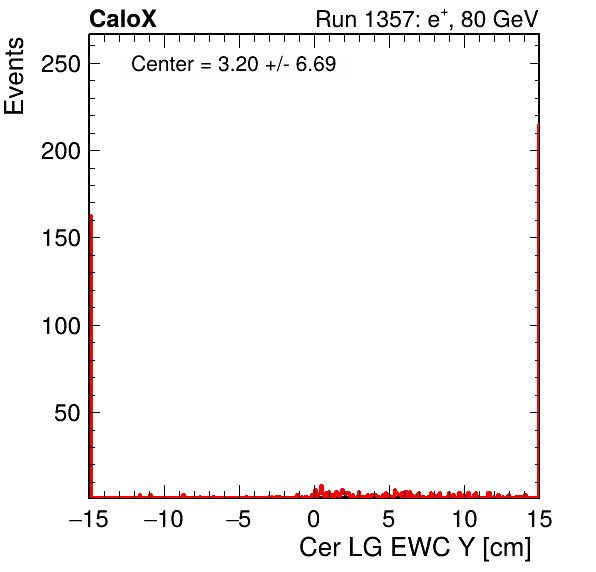 CaloX Run 1357: e⁺, 80 GeV
Center = 3.20 +/- 6.69
Events
250
200
150
100
50
−15 −10 −5 0 5 10 15
Cer LG EWC Y [cm]